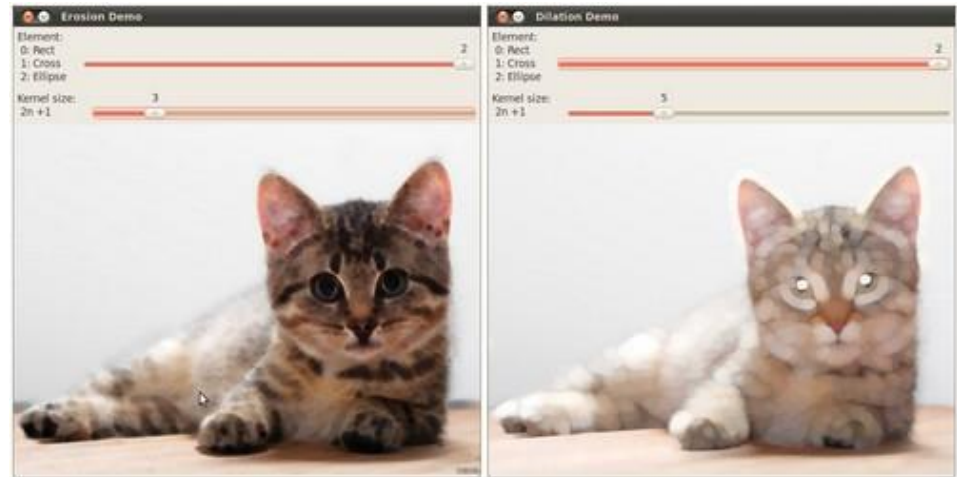 Erosion Demo
Element:
0: Rect
1: Cross
2: Ellipse
2
Kernel size:
2n +1
3
Dilation Demo
Element:
0: Rect
1: Cross
2: Ellipse
2
Kernel size:
2n +1
5